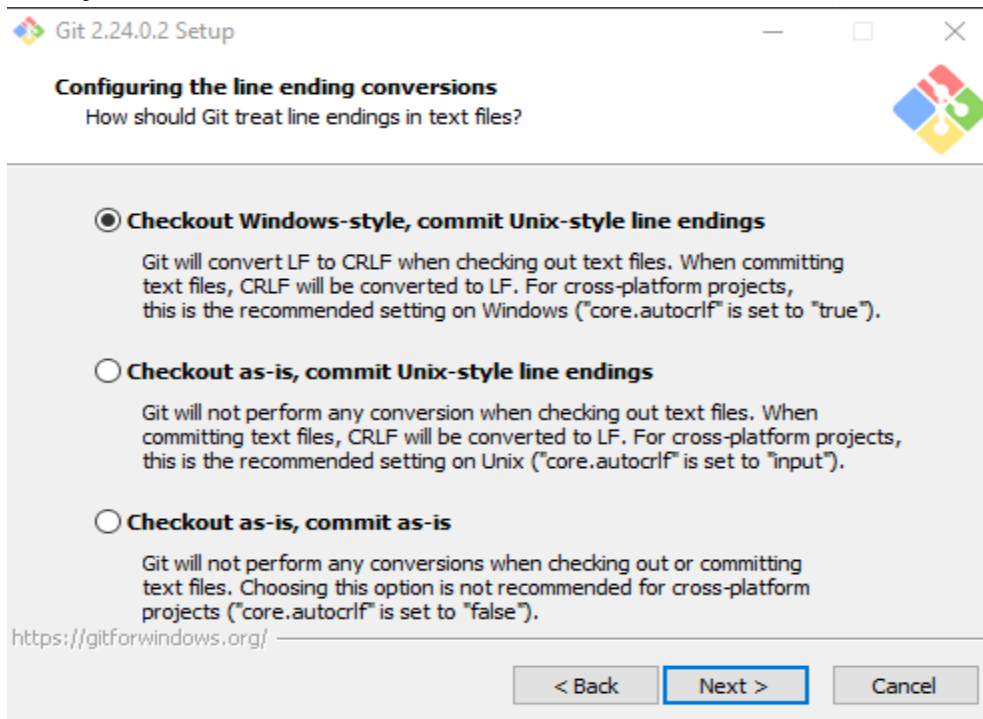 Git 2.24.0.2 Setup
Configuring the line ending conversions
How should Git treat line endings in text files?
Checkout Windows-style, commit Unix-style line endings
Git will convert LF to CRLF when checking out text files. When committing
text files, CRLF will be converted to LF. For cross-platform projects,
this is the recommended setting on Windows ("core.autocrlf" is set to "true").
Checkout as-is, commit Unix-style line endings
Git will not perform any conversion when checking out text files. When
committing text files, CRLF will be converted to LF. For cross-platform projects,
this is the recommended setting on Unix ("core.autocrlf" is set to "input").
Checkout as-is, commit as-is
Git will not perform any conversions when checking out or committing
text files. Choosing this option is not recommended for cross-platform
projects ("core.autocrlf" is set to "false").
https://gitforwindows.org/
< Back Next > Cancel